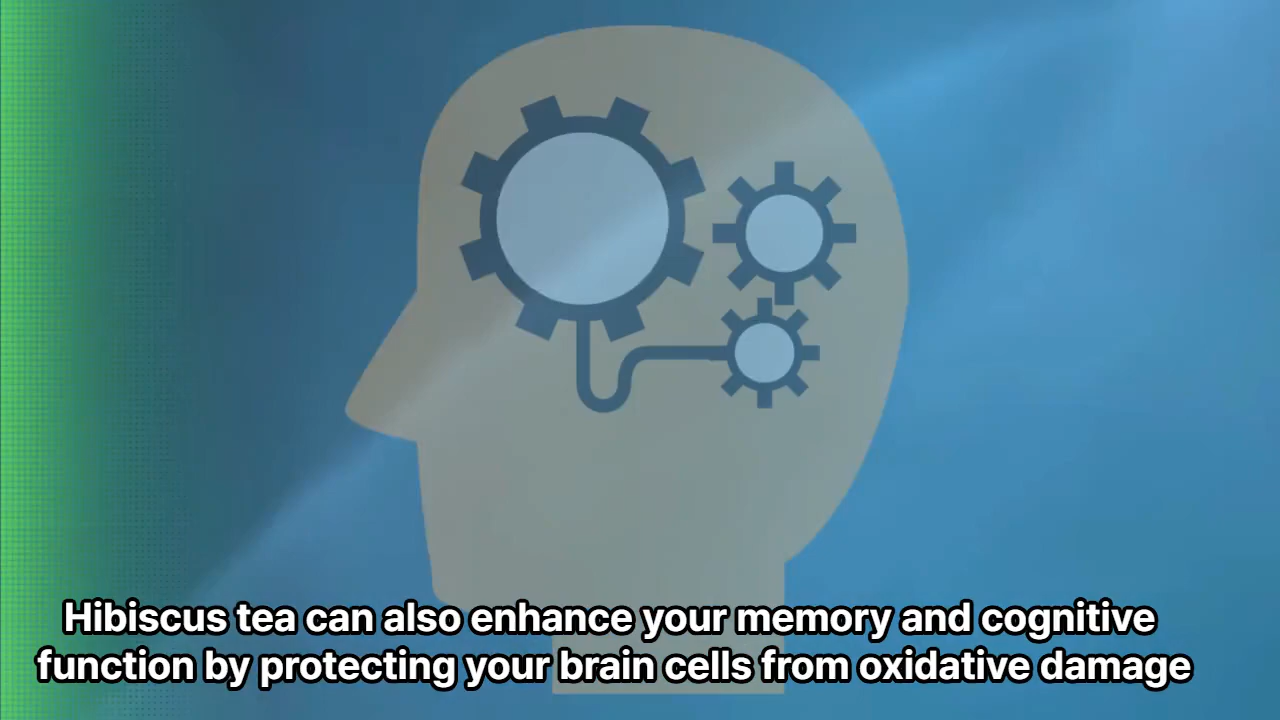 Hibiscus tea can also enhance your memory and cognitive
function by protecting your brain cells from oxidative damage